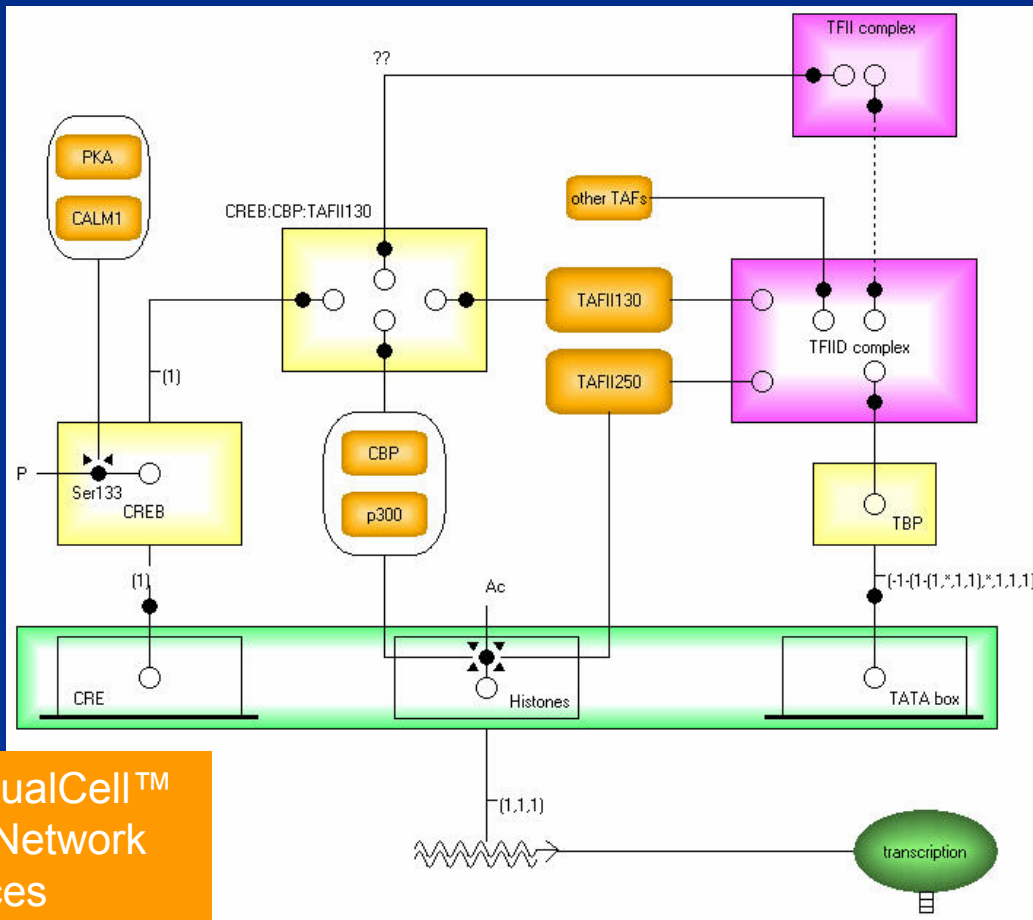 TFII complex
??
PKA
CALM1
other TAFs
CREB:CBP:TAFII130
TAFII130
TFIID complex
TAFII250
(1)
CBP
P
Ser133
CREB
p300
TBP
(1)
Ac
(-1-(1-(1,*,1,1),*,1,1,1)
CRE
Histones
TATA box
(1,1,1)
transcription
ualCell™
Network
ces